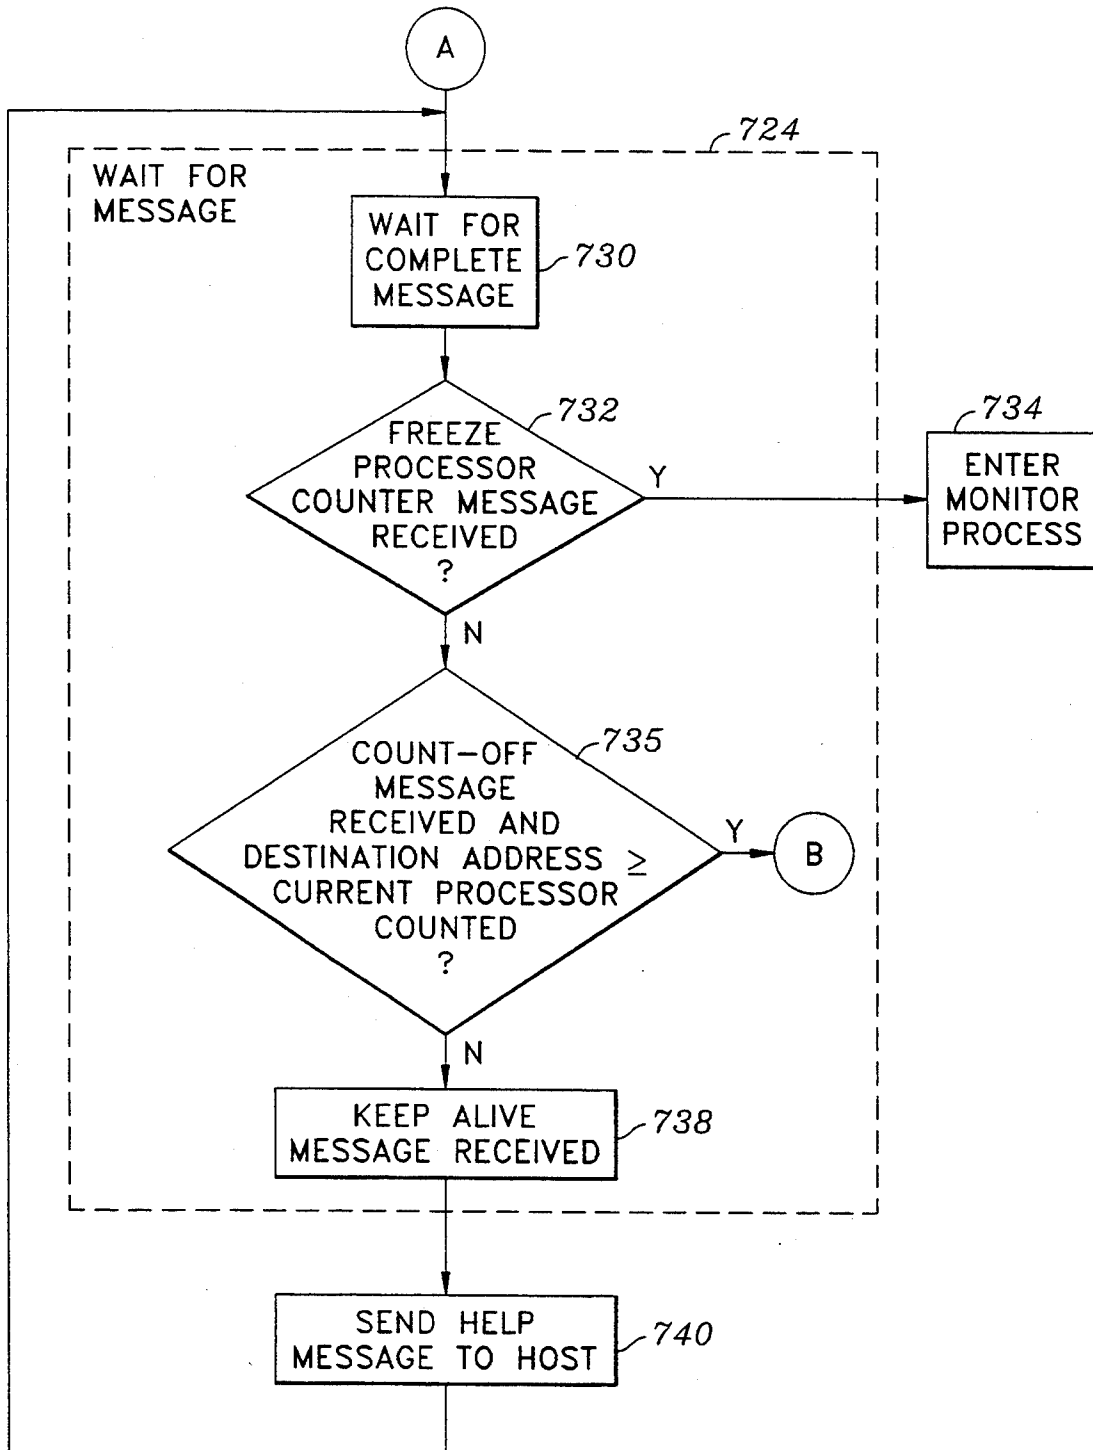 A
724
WAIT FOR
MESSAGE
WAIT FOR
COMPLETE
MESSAGE
730
732
FREEZE
PROCESSOR
COUNTER MESSAGE
RECEIVED
?
Y
734
ENTER
MONITOR
PROCESS
N
735
COUNT-OFF
MESSAGE
RECEIVED AND
DESTINATION ADDRESS ≥
CURRENT PROCESSOR
COUNTED
?
Y
B
N
KEEP ALIVE
MESSAGE RECEIVED
738
SEND HELP
MESSAGE TO HOST
740